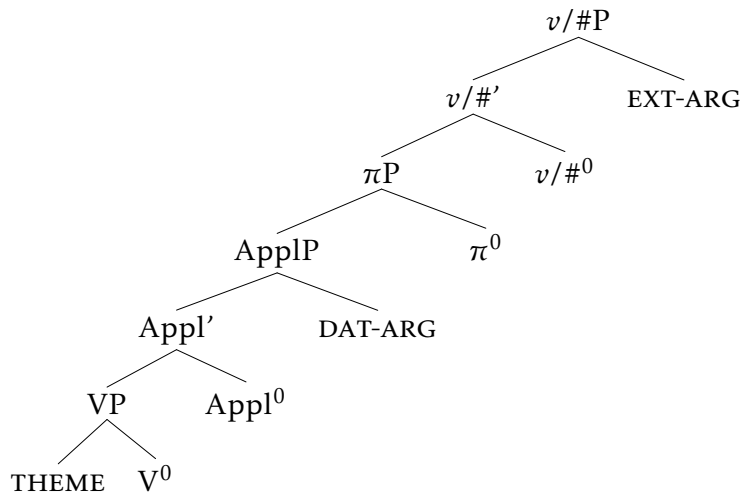 v/#P
v/#’ EXT-ARG
πP v/#⁰
ApplP π⁰
Appl’ DAT-ARG
VP Appl⁰
THEME V⁰